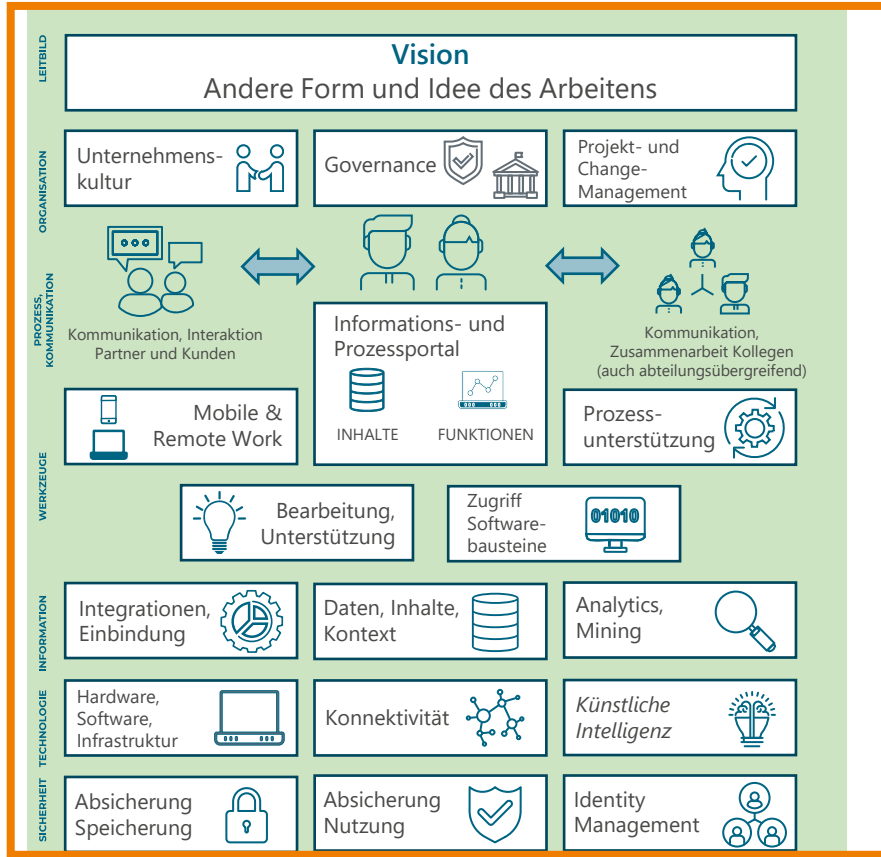 LEITBILD
Vision
Andere Form und Idee des Arbeitens
ORGANISATION
Unternehmens-
kultur
Governance
Projekt- und
Change-
Management
PROZESS,
KOMMUNIKATION
Kommunikation, Interaktion
Partner und Kunden
Informations- und
Prozessportal
INHALTE
FUNKTIONEN
Kommunikation,
Zusammenarbeit Kollegen
(auch abteilungsübergreifend)
WERKZEUGE
Mobile &
Remote Work
Prozess-
unterstützung
Bearbeitung,
Unterstützung
Zugriff
Software-
bausteine
01010
INFORMATION
Integrationen,
Einbindung
Daten, Inhalte,
Kontext
Analytics,
Mining
TECHNOLOGIE
Hardware,
Software,
Infrastruktur
Konnektivität
Künstliche
Intelligenz
SICHERHEIT
Absicherung
Speicherung
Absicherung
Nutzung
Identity
Management